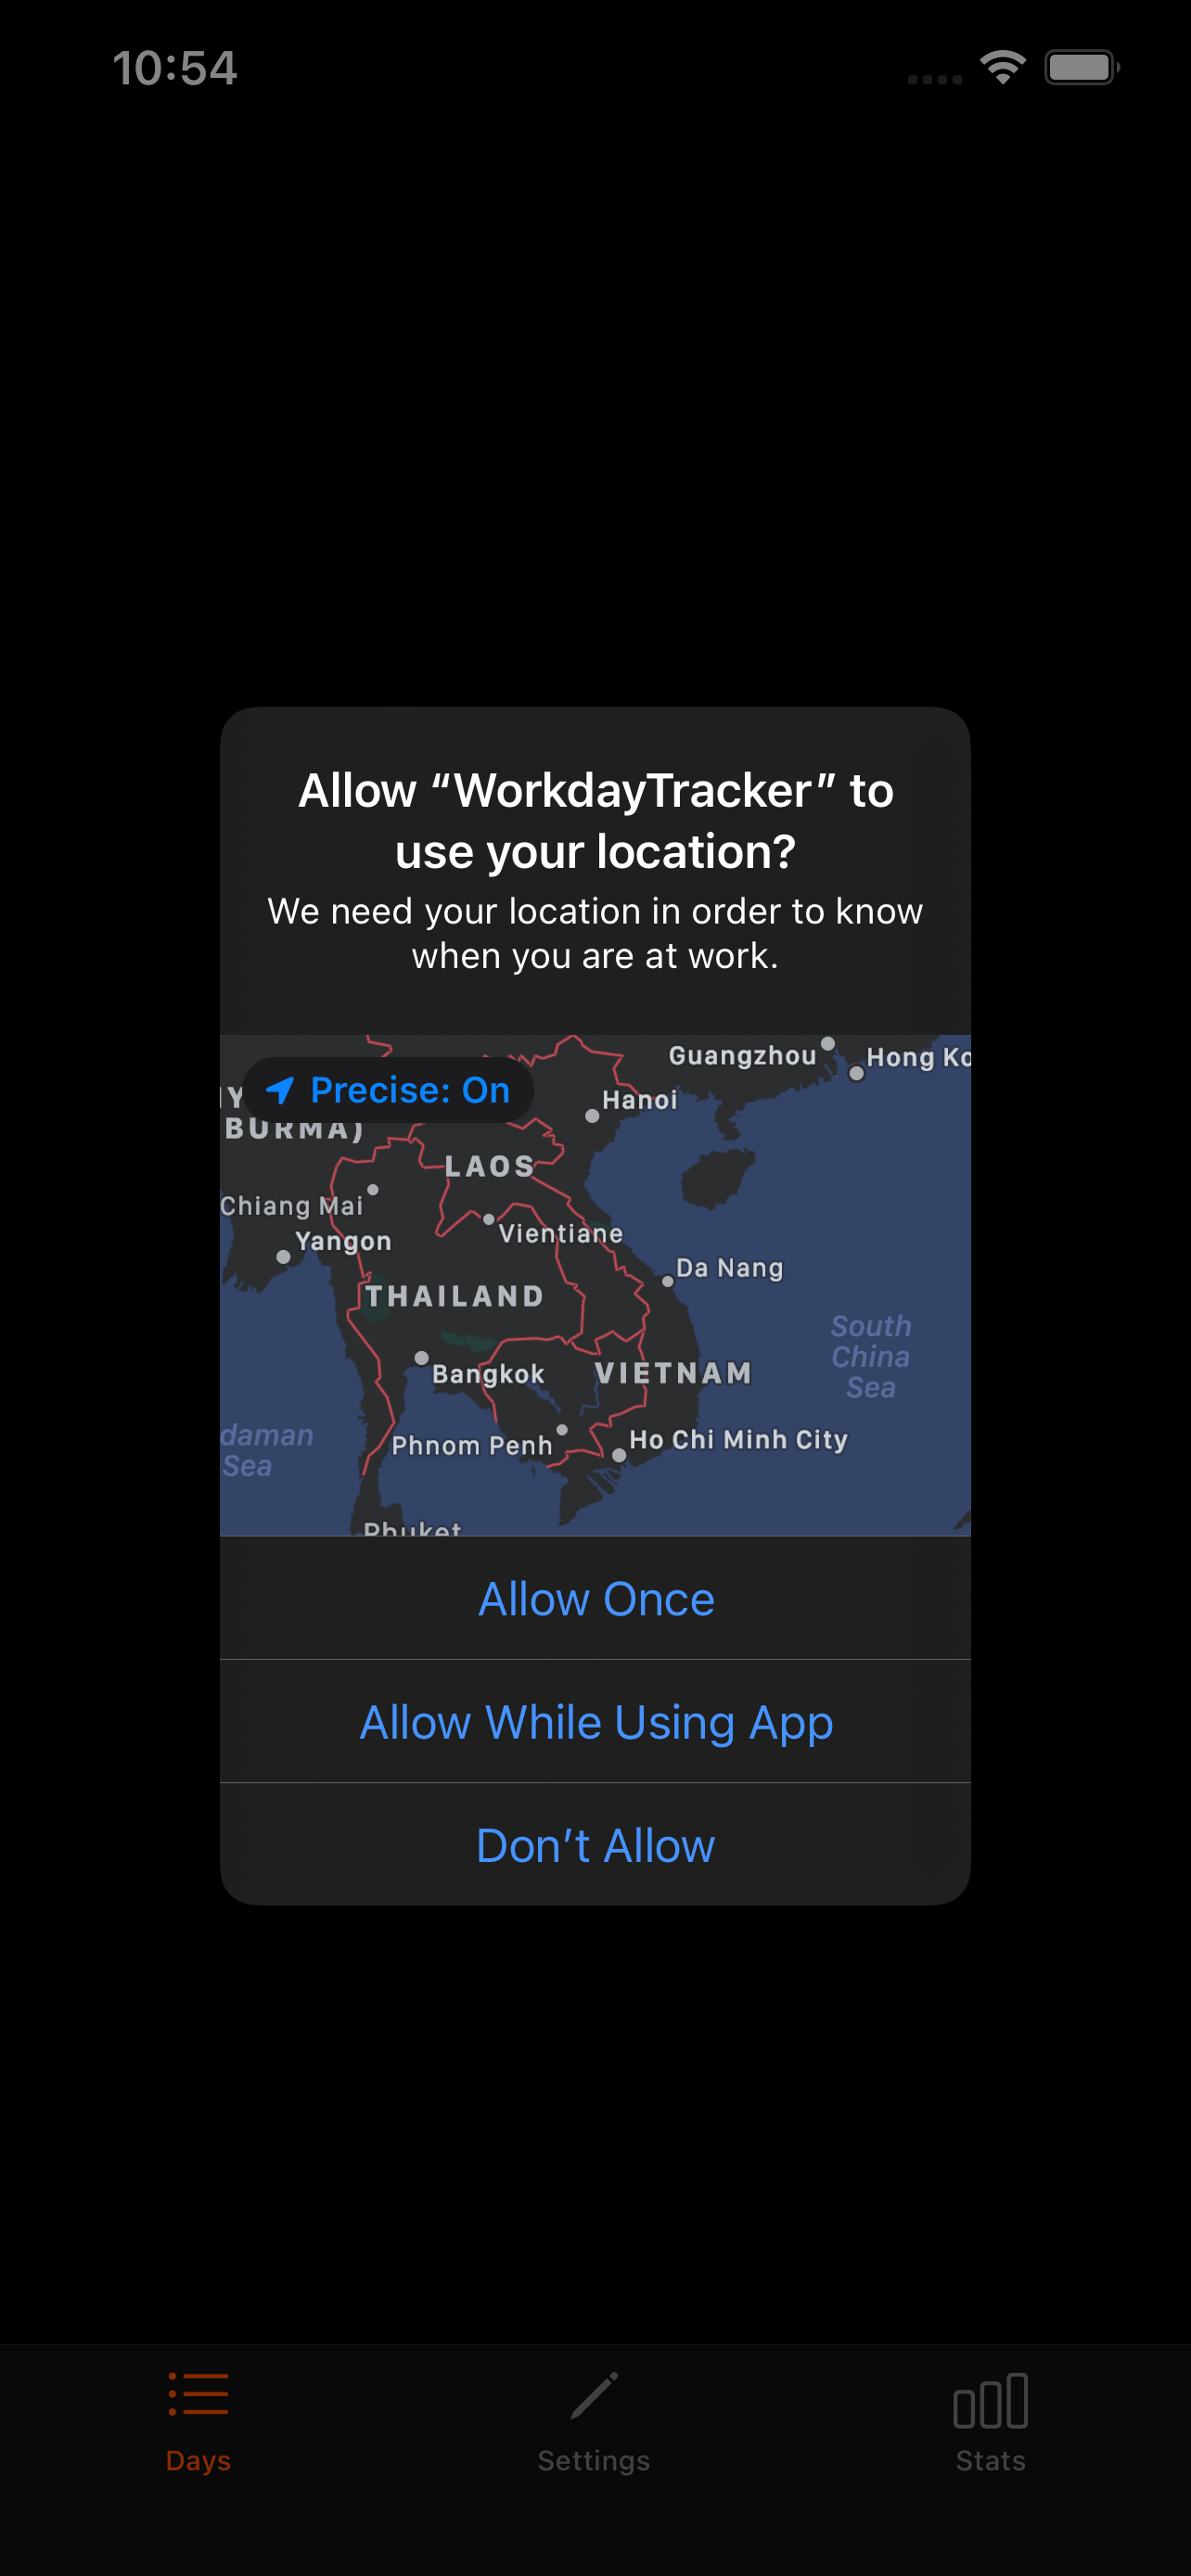 10:54
Allow “WorkdayTracker” to
use your location?
We need your location in order to know
when you are at work.
Precise: On
Guangzhou
Hong Ko
Hanoi
BURMA)
LAOS
Chiang Mai
Vientiane
Yangon
Da Nang
THAILAND
South
China
Sea
Bangkok
VIETNAM
daman
Sea
Phnom Penh
Ho Chi Minh City
Phuket
Allow Once
Allow While Using App
Don’t Allow
Days
Settings
Stats